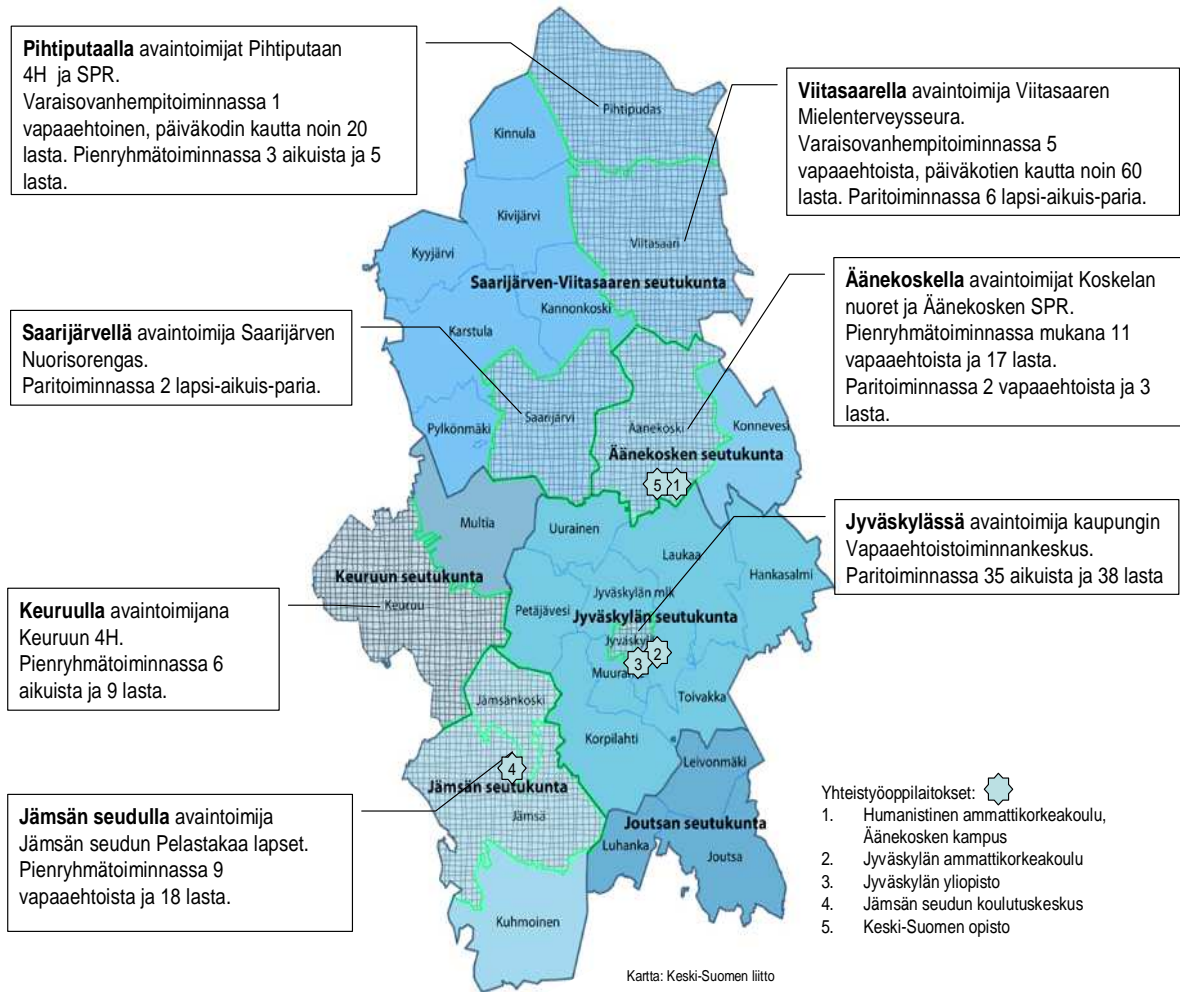 Pihtiputaalla avaintoimijat Pihtiputaan
4H ja SPR.
Varaisovanhempitoiminnassa 1
vapaaehtoinen, päiväkodin kautta noin 20
lasta. Pienryhmätoiminnassa 3 aikuista ja 5
lasta.
Viitasaarella avaintoimija Viitasaaren
Mielenterveysseura.
Varaisovanhempitoiminnassa 5
vapaaehtoista, päiväkotien kautta noin 60
lasta. Paritoiminnassa 6 lapsi-aikuis-paria.
Äänekoskella avaintoimijat Koskelan
nuoret ja Äänekosken SPR.
Pienryhmätoiminnassa mukana 11
vapaaehtoista ja 17 lasta.
Paritoiminnassa 2 vapaaehtoista ja 3
lasta.
Saarijärvellä avaintoimija Saarijärven
Nuorisorengas.
Paritoiminnassa 2 lapsi-aikuis-paria.
Jyväskylässä avaintoimija kaupungin
Vapaaehtoistoiminnankeskus.
Paritoiminnassa 35 aikuista ja 38 lasta
Keuruulla avaintoimijana
Keuruun 4H.
Pienryhmätoiminnassa 6
aikuista ja 9 lasta.
Jämsän seudulla avaintoimija
Jämsän seudun Pelastakaa lapset.
Pienryhmätoiminnassa 9
vapaaehtoista ja 18 lasta.
Pihtipudas
Kinnula
Kivijärvi
Kyyjärvi
Viitasaari
Saarijärven-Viitasaaren seutukunta
Kannonkoski
Karstula
Saarijärvi
Pylkönmäki
Äänekoski
Konnevesi
Äänekosken seutukunta
5 1
Multia
Uurainen
Laukaa
Hankasalmi
Keuruun seutukunta
Keuruu
Jyväskylän mlk
Petäjävesi
Jyväskylän seutukunta
2
3
Toivakka
Jämsänkoski
Korpilahti
Leivonmäki
4
Jämsän seutukunta
Jämsä
Joutsan seutukunta
Luhanka
Joutsa
Kuhmoinen
Yhteistyöoppilaitokset:
1. Humanistinen ammattikorkeakoulu,
Äänekosken kampus
2. Jyväskylän ammattikorkeakoulu
3. Jyväskylän yliopisto
4. Jämsän seudun koulutuskeskus
5. Keski-Suomen opisto
Kartta: Keski-Suomen liitto